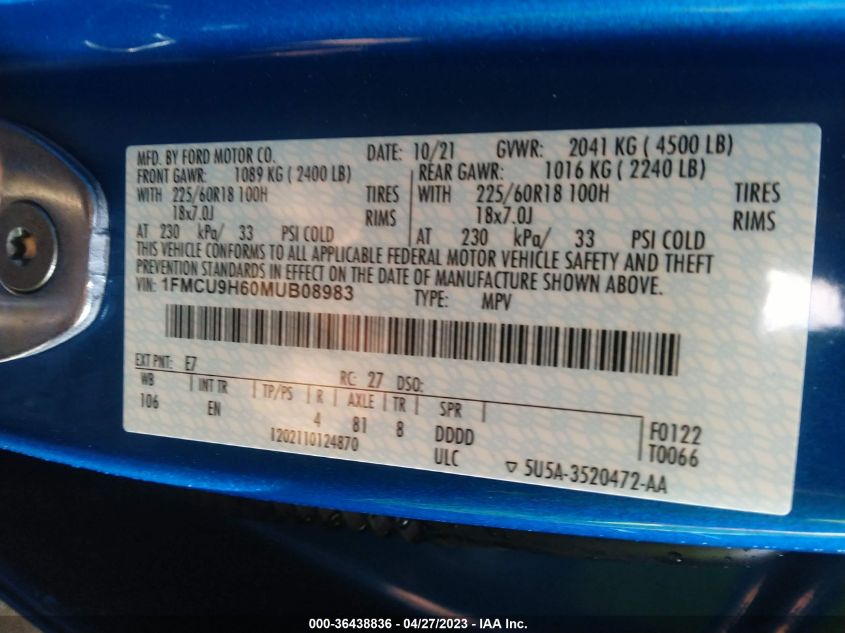 MFD. BY FORD MOTOR CO. DATE: 10/21 GVWR: 2041 KG ( 4500 LB)
FRONT GAWR: 1089 KG ( 2400 LB) REAR GAWR: 1016 KG ( 2240 LB)
WITH 225/60R18 100H TIRES WITH 225/60R18 100H TIRES
18x7.0J RIMS 18x7.0J RIMS
AT 230 kPa/ 33 PSI COLD AT 230 kPa/ 33 PSI COLD
THIS VEHICLE CONFORMS TO ALL APPLICABLE FEDERAL MOTOR VEHICLE SAFETY AND THEFT
PREVENTION STANDARDS IN EFFECT ON THE DATE OF MANUFACTURE SHOWN ABOVE.
VIN: 1FMCU9H60MUB08983 TYPE: MPV
EXT PNT: E7 RC: 27 DSO:
WB INT TR TP/PS R AXLE TR SPR
106 EN 4 81 8 DDDD F0122
1202110124870 ULC T0066
▽ 5U5A-3520472-AA
000-36438836 - 04/27/2023 - IAA Inc.